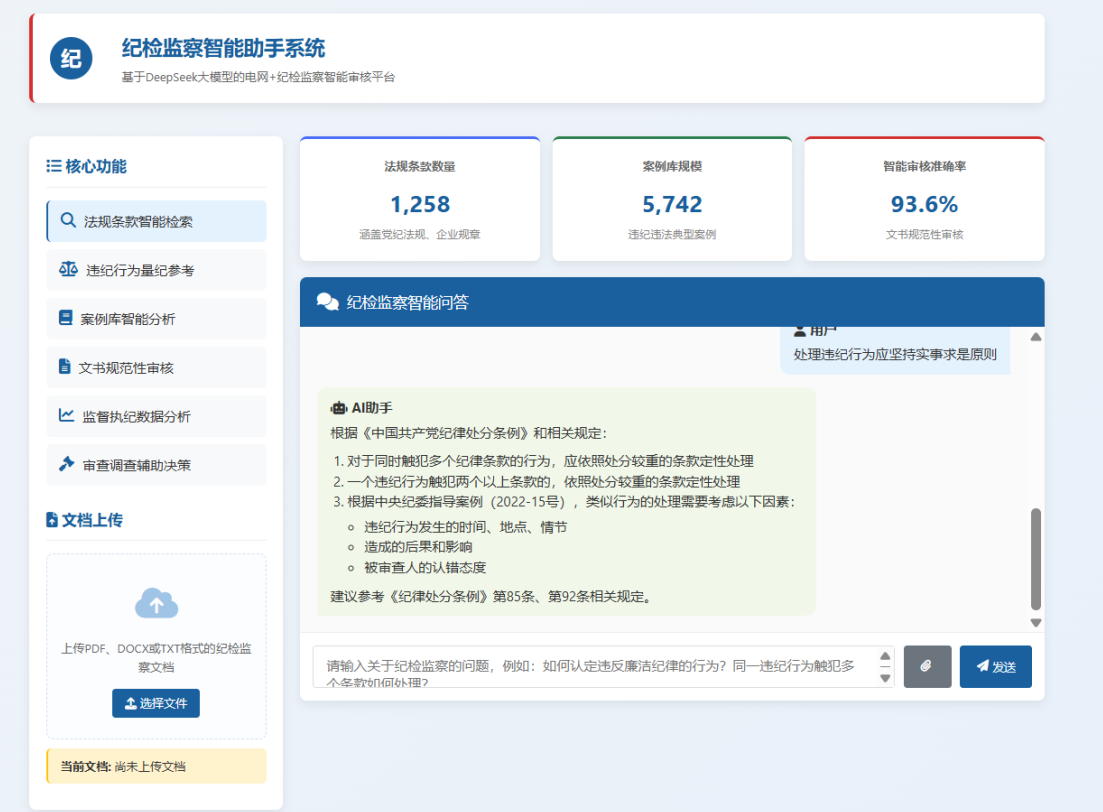 纪
纪检监察智能助手系统
基于DeepSeek大模型的电网+纪检监察智能审核平台
核心功能
法规条款智能检索
违纪行为量纪参考
案例库智能分析
文书规范性审核
监督执纪数据分析
审查调查辅助决策
文档上传
上传PDF、DOCX或TXT格式的纪检监
察文档
选择文件
当前文档: 尚未上传文档
法规条款数量
1,258
涵盖党纪法规、企业规章
案例库规模
5,742
违纪违法典型案例
智能审核准确率
93.6%
文书规范性审核
纪检监察智能问答
用户
处理违纪行为应坚持实事求是原则
AI助手
根据《中国共产党纪律处分条例》和相关规定：
1. 对于同时触犯多个纪律条款的行为，应依照处分较重的条款定性处理
2. 一个违纪行为触犯两个以上条款的，依照处分较重的条款定性处理
3. 根据中央纪委指导案例（2022-15号），类似行为的处理需要考虑以下因素：
违纪行为发生的时间、地点、情节
造成的后果和影响
被审查人的认错态度
建议参考《纪律处分条例》第85条、第92条相关规定。
请输入关于纪检监察的问题，例如：如何认定违反廉洁纪律的行为？同一违纪行为触犯多
个条款如何处理？
发送